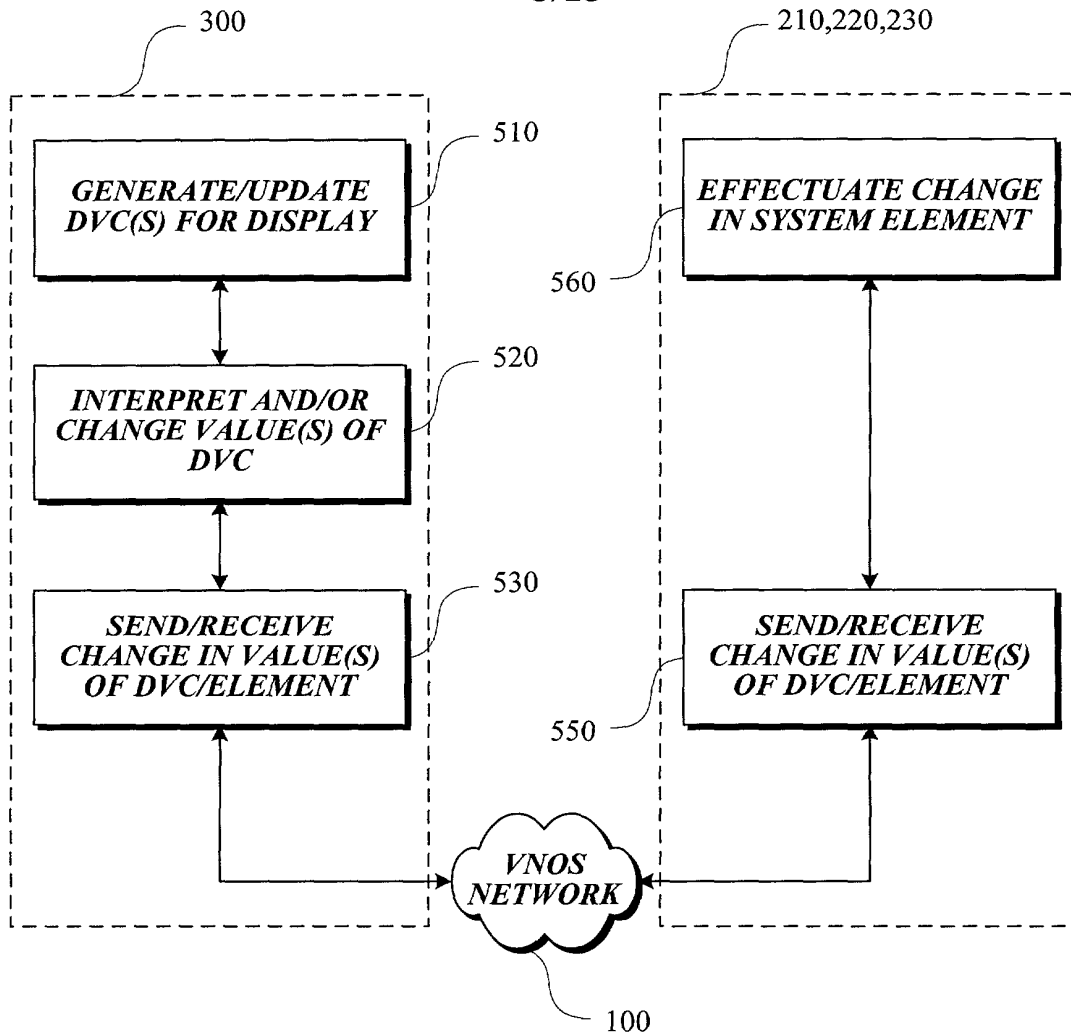 300
210,220,230
510
GENERATE/UPDATE
DVC(S) FOR DISPLAY
EFFECTUATE CHANGE
IN SYSTEM ELEMENT
560
520
INTERPRET AND/OR
CHANGE VALUE(S) OF
DVC
530
SEND/RECEIVE
CHANGE IN VALUE(S)
OF DVC/ELEMENT
SEND/RECEIVE
CHANGE IN VALUE(S)
OF DVC/ELEMENT
550
VNOS
NETWORK
100